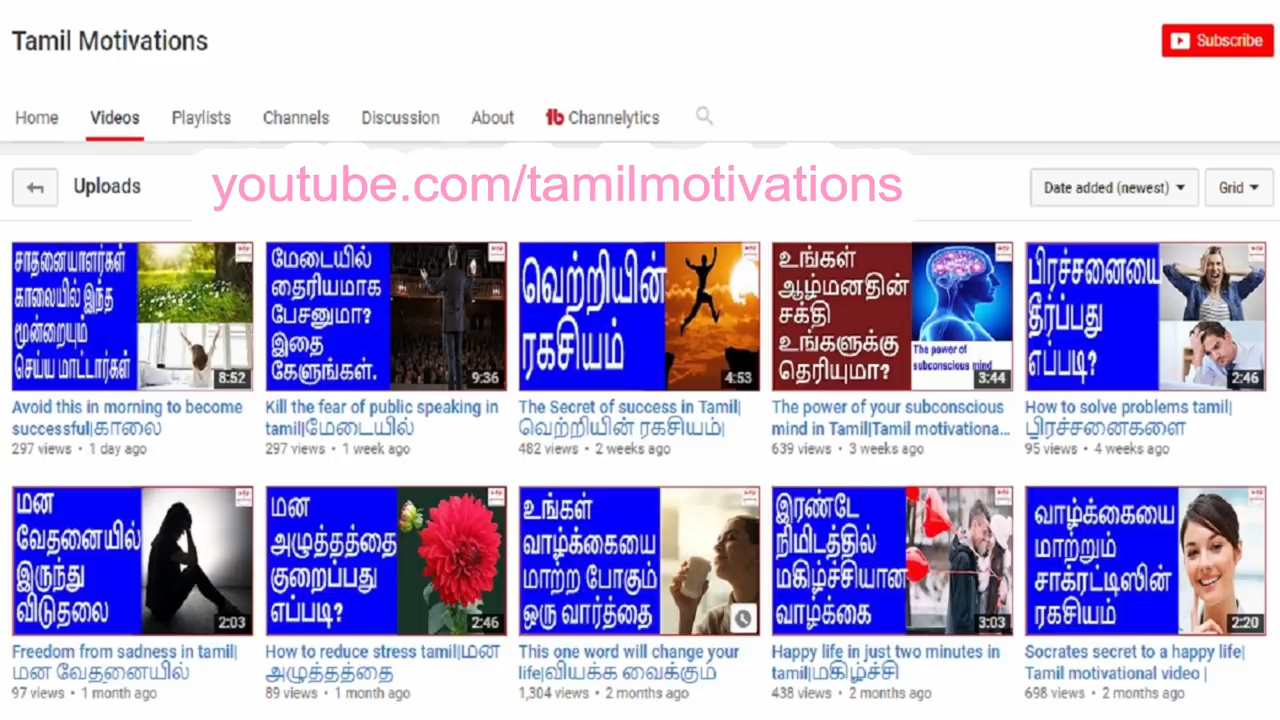 Tamil Motivations
Subscribe
Home Videos Playlists Channels Discussion About Channelytics
Uploads youtube.com/tamilmotivations Date added (newest) Grid
சாதனையாளர்கள்
காலையில் இந்த
மூன்றையும்
செய்ய மாட்டார்கள்
8:52
மேடையில்
தைரியமாக
பேசனுமா?
இதை
கேளுங்கள்.
9:36
வெற்றியின்
ரகசியம்
4:53
உங்கள்
ஆழ்மனதின்
சக்தி
உங்களுக்கு
தெரியுமா?
The power of
subconscious mind
3:44
பிரச்சனையை
தீர்ப்பது
எப்படி?
2:46
Avoid this in morning to become
successful|காலை
297 views • 1 day ago
Kill the fear of public speaking in
tamil|மேடையில்
297 views • 1 week ago
The Secret of success in Tamil|
வெற்றியின் ரகசியம்|
482 views • 2 weeks ago
The power of your subconscious
mind in Tamil|Tamil motivationa...
639 views • 3 weeks ago
How to solve problems tamil|
பிரச்சனைகளை
95 views • 4 weeks ago
மன
வேதனையில்
இருந்து
விடுதலை
2:03
மன
அழுத்தத்தை
குறைப்பது
எப்படி?
2:46
உங்கள்
வாழ்க்கையை
மாற்ற போகும்
ஒரு வார்த்தை
இரண்டே
நிமிடத்தில்
மகிழ்ச்சியான
வாழ்க்கை
3:03
வாழ்க்கையை
மாற்றும்
சாக்ரட்டிஸின்
ரகசியம்
2:20
Freedom from sadness in tamil|
மன வேதனையில்
97 views • 1 month ago
How to reduce stress tamil|மன
அழுத்தத்தை
89 views • 1 month ago
This one word will change your
life|வியக்க வைக்கும்
1,304 views • 2 months ago
Happy life in just two minutes in
tamil|மகிழ்ச்சி
438 views • 2 months ago
Socrates secret to a happy life|
Tamil motivational video |
698 views • 2 months ago